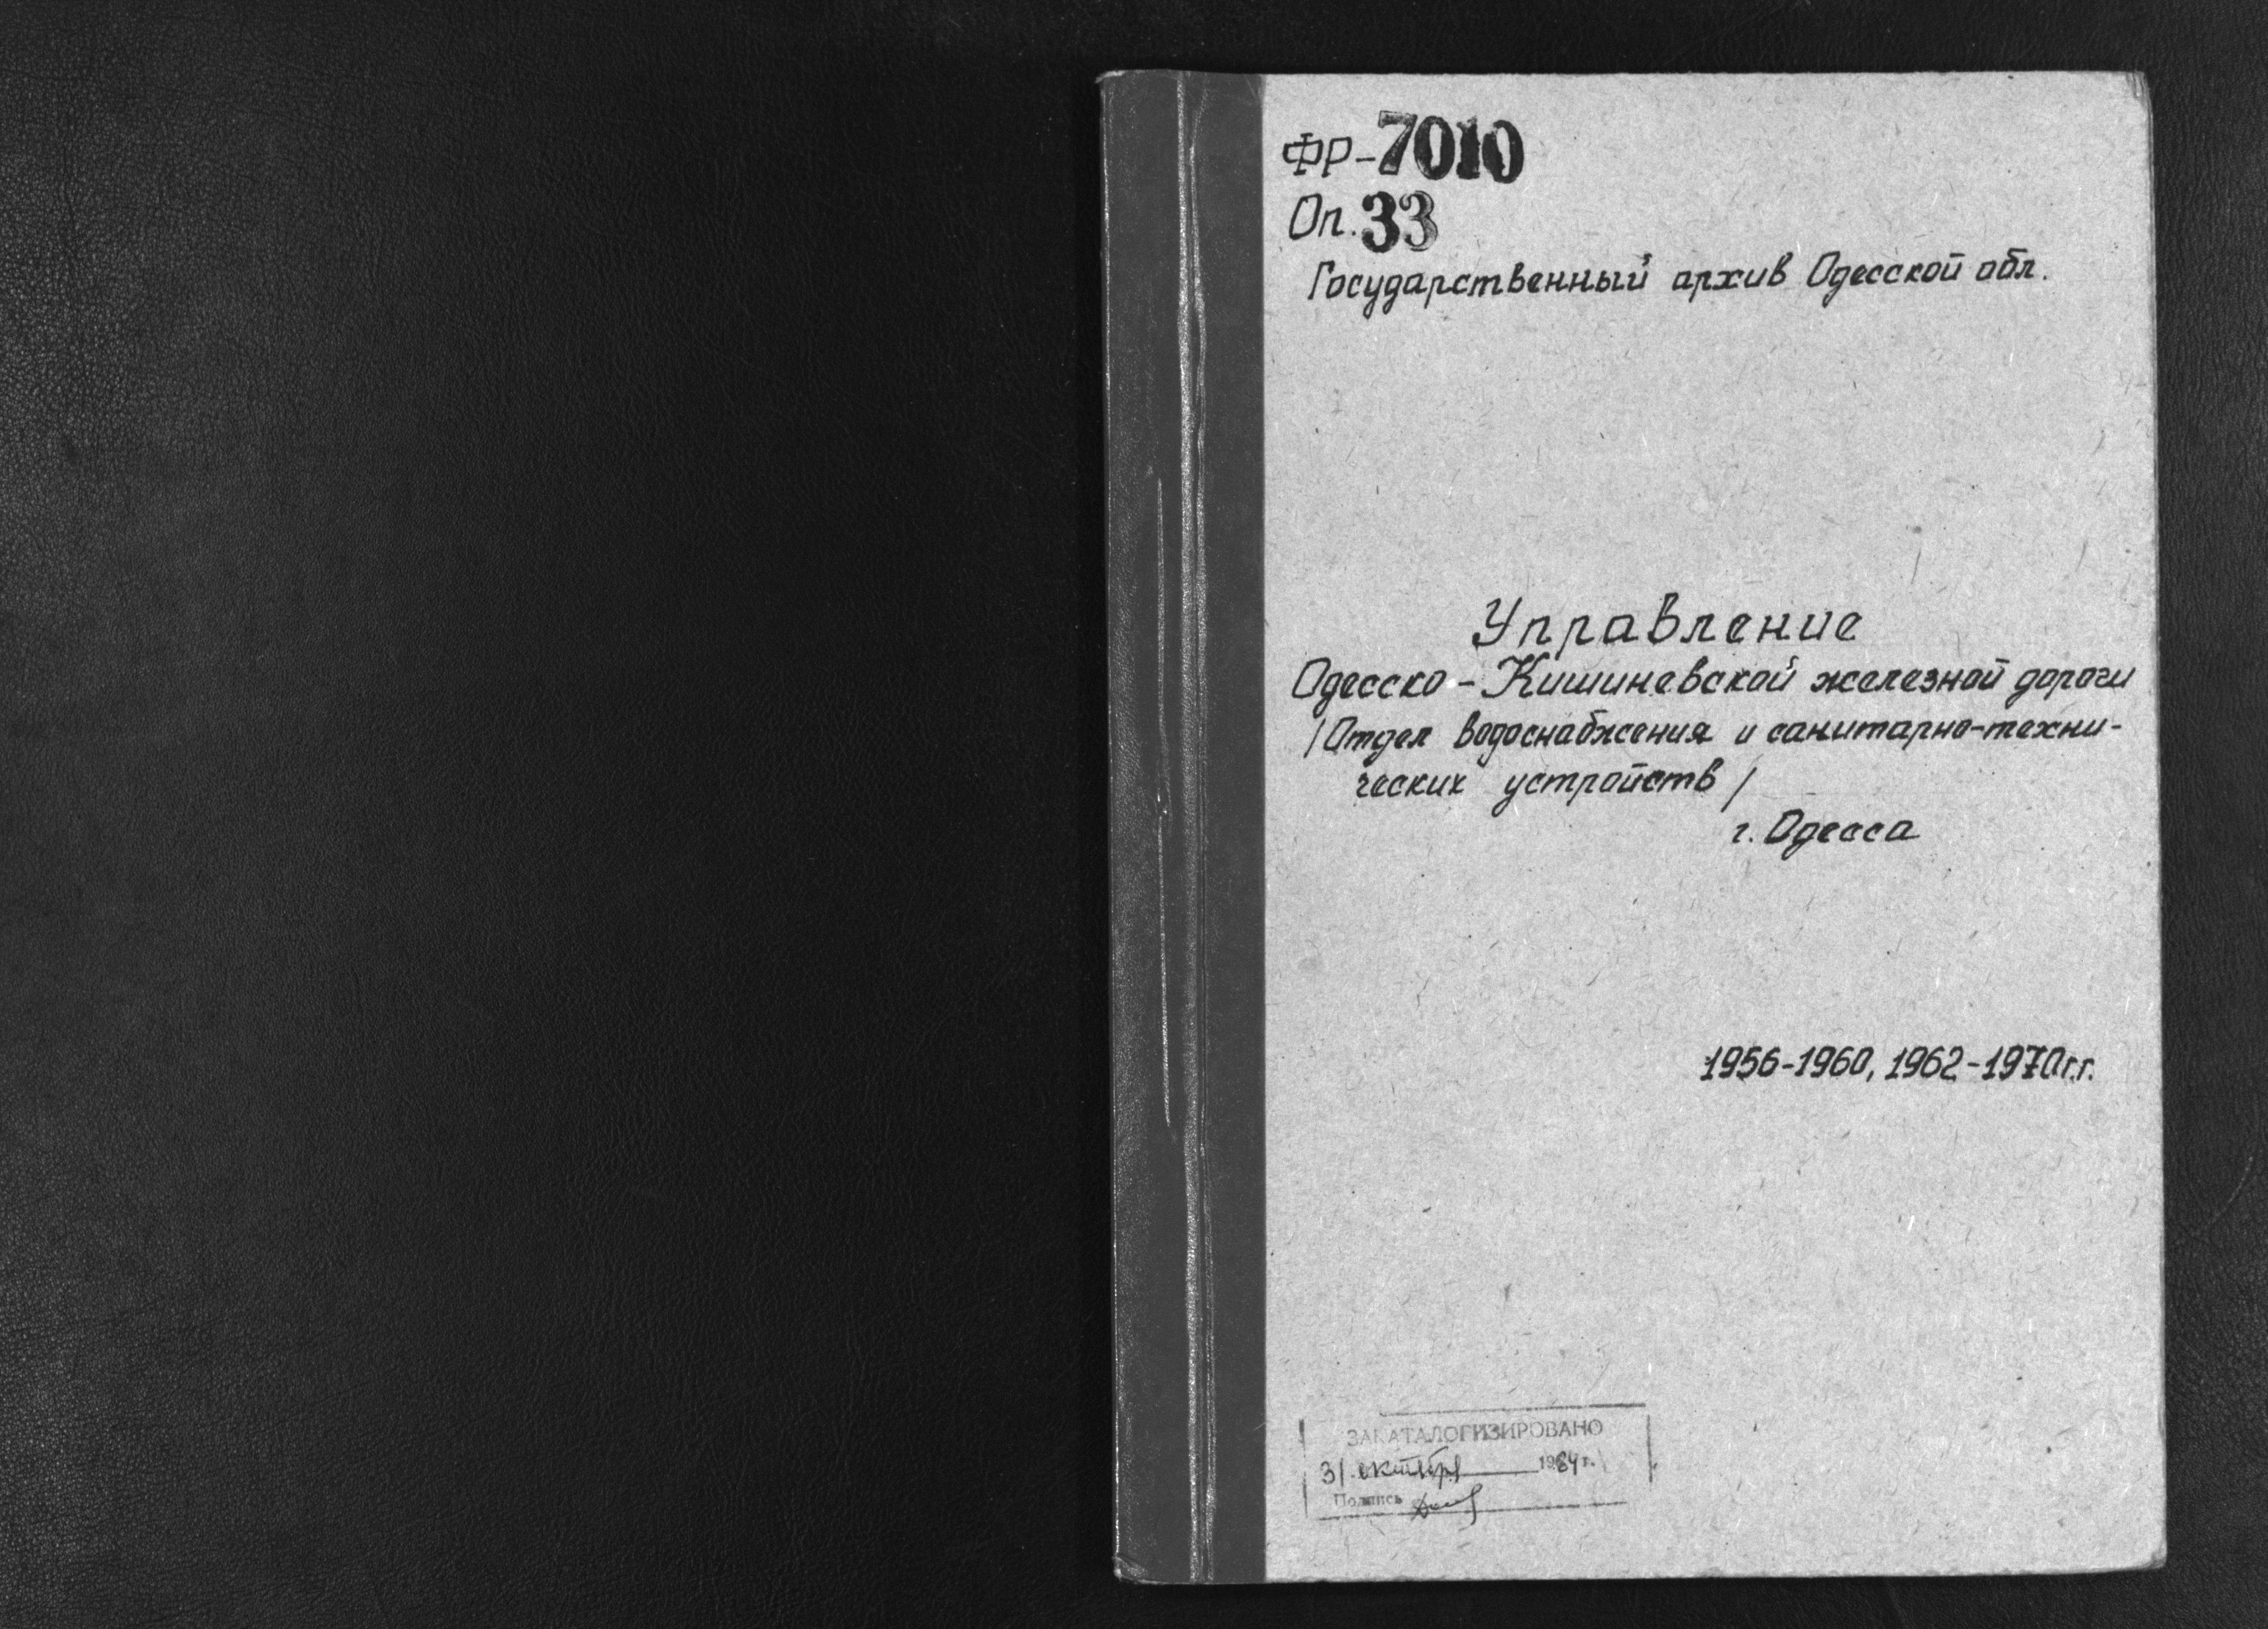 ФР-7010
Оп.33
Государственный архив Одесской обл.
Управление
Одесско-Кишиневской железной дороги
/Отдел водоснабжения и санитарно-техни-
ческих устройств/
г. Одесса
1956-1960, 1962-1970г.г.
ЗАКАТАЛОГИЗИРОВАНО
31 октября 1984 г.
Подпись